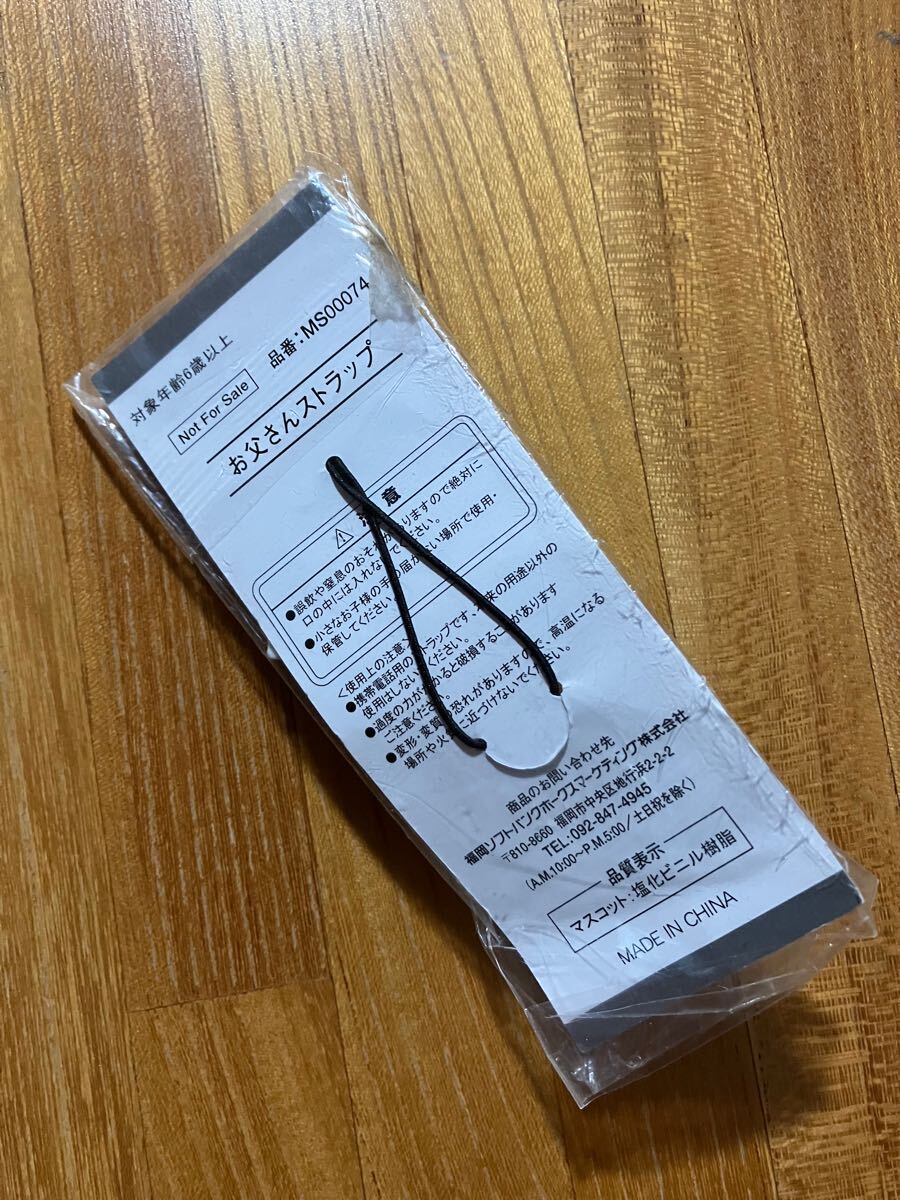 対象年齢6歳以上
Not For Sale
品番:MS00074
お父さんストラップ
意
●誤飲や窒息のおそれがありますので絶対に
口の中には入れないでください。
●小さなお子様の手の届かない場所で使用・
保管してください
〈使用上の注意〉
●携帯電話用のストラップです・本来の用途以外の
使用はしないでください。
●過度の力がかかると破損することがあります
ご注意ください。
●変形・変質の恐れがありますので、高温になる
場所や火に近づけないでください。
商品のお問い合わせ先
福岡ソフトバンクホークスマーケティング株式会社
〒810-8660 福岡市中央区地行浜2-2-2
TEL:092-847-4945
(A.M.10:00〜P.M.5:00/土日祝を除く)
品質表示
マスコット:塩化ビニル樹脂
MADE IN CHINA